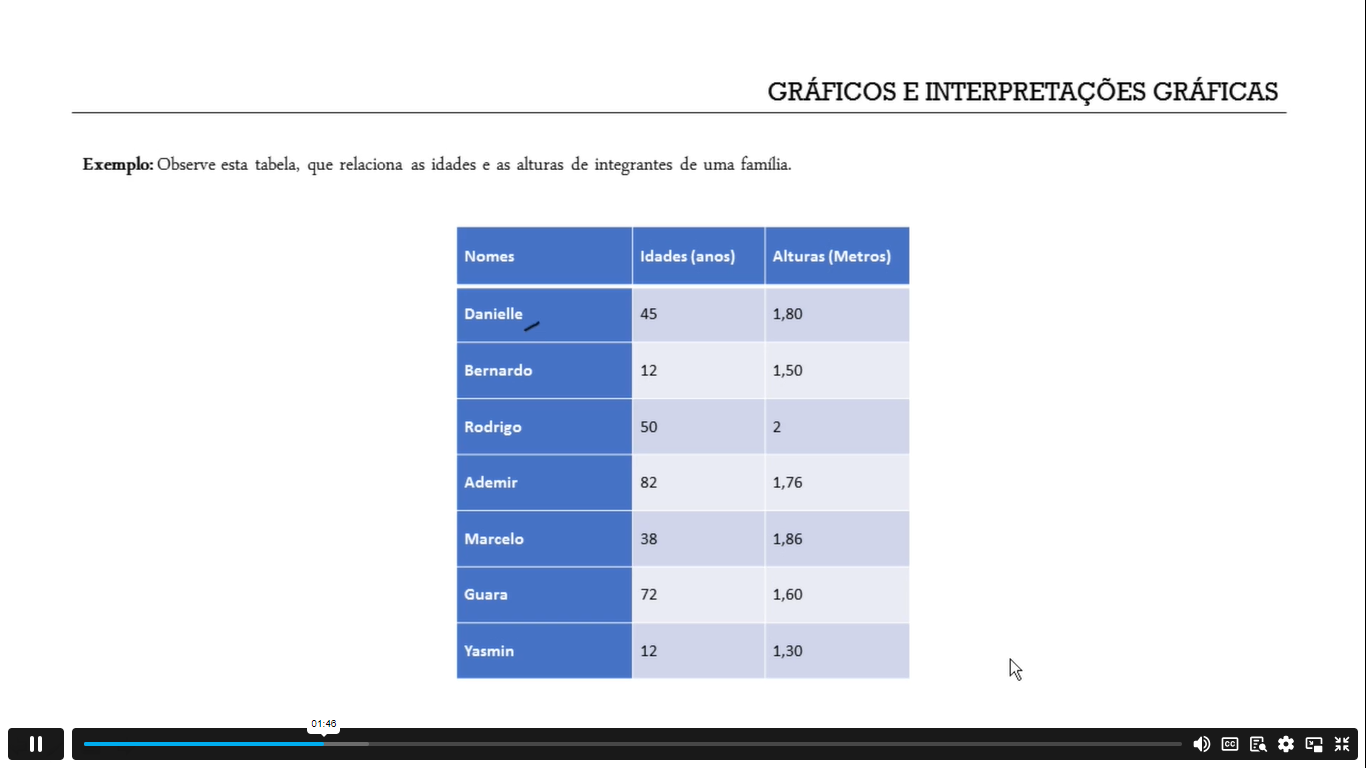 GRÁFICOS E INTERPRETAÇÕES GRÁFICAS
Exemplo: Observe esta tabela, que relaciona as idades e as alturas de integrantes de uma família.
Nomes Idades (anos) Alturas (Metros)
Danielle 45 1,80
Bernardo 12 1,50
Rodrigo 50 2
Ademir 82 1,76
Marcelo 38 1,86
Guara 72 1,60
Yasmin 12 1,30
01:46
CC